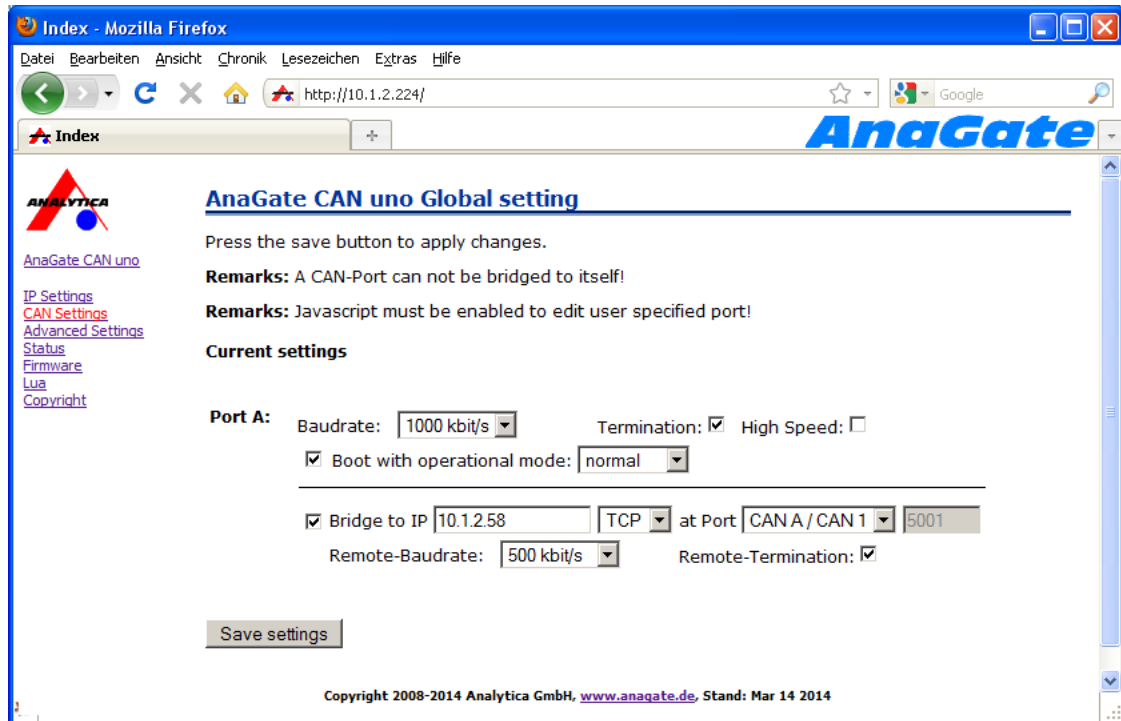 Index - Mozilla Firefox
Datei Bearbeiten Ansicht Chronik Lesezeichen Extras Hilfe
http://10.1.2.224/ Google
Index
AnaGate
ANALYTICA
AnaGate CAN uno
IP Settings
CAN Settings
Advanced Settings
Status
Firmware
Lua
Copyright
AnaGate CAN uno Global setting
Press the save button to apply changes.
Remarks: A CAN-Port can not be bridged to itself!
Remarks: Javascript must be enabled to edit user specified port!
Current settings
Port A: Baudrate: 1000 kbit/s Termination: High Speed:
Boot with operational mode: normal
Bridge to IP 10.1.2.58 TCP at Port CAN A / CAN 1 5001
Remote-Baudrate: 500 kbit/s Remote-Termination:
Save settings
Copyright 2008-2014 Analytica GmbH, www.anagate.de, Stand: Mar 14 2014